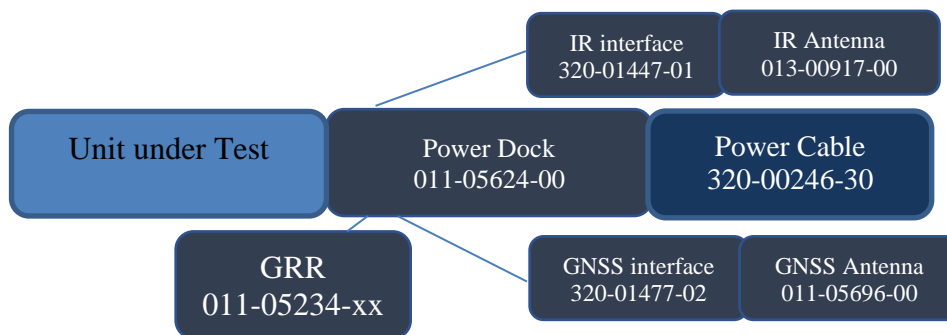 IR interface
320-01447-01
IR Antenna
013-00917-00
Unit under Test
Power Dock
011-05624-00
Power Cable
320-00246-30
GRR
011-05234-xx
GNSS interface
320-01477-02
GNSS Antenna
011-05696-00